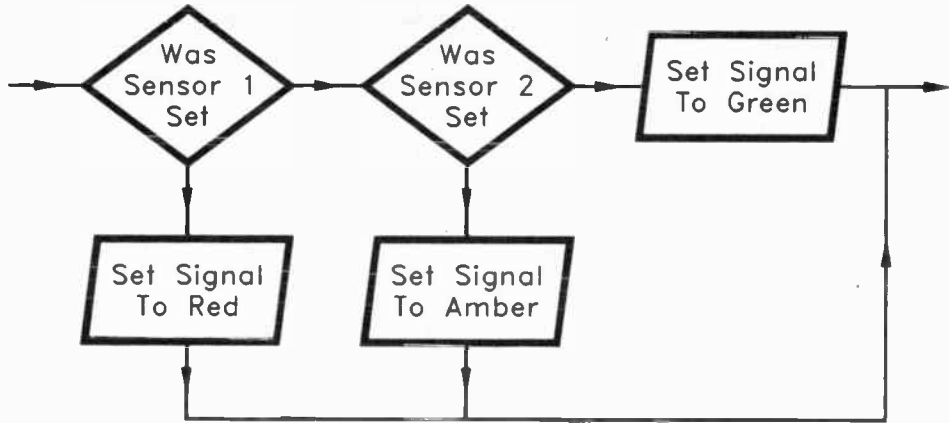 Was
Sensor 1
Set
Was
Sensor 2
Set
Set Signal
To Green
Set Signal
To Red
Set Signal
To Amber